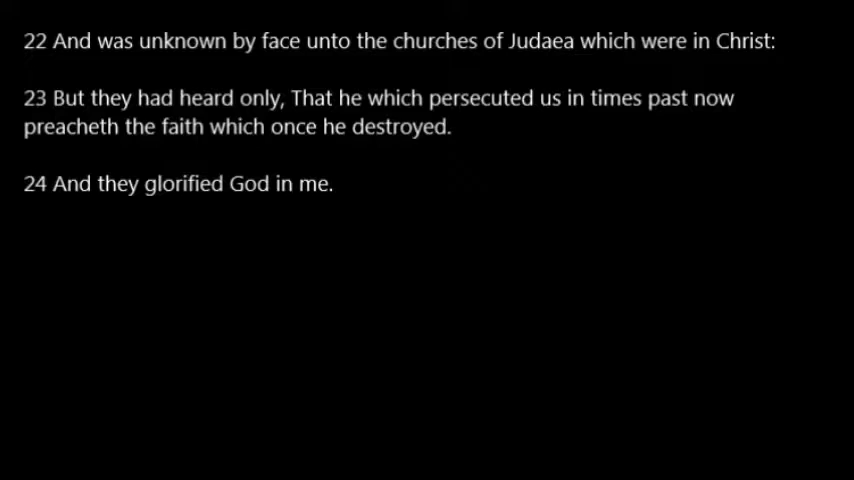 22 And was unknown by face unto the churches of Judaea which were in Christ:
23 But they had heard only, That he which persecuted us in times past now
preacheth the faith which once he destroyed.
24 And they glorified God in me.